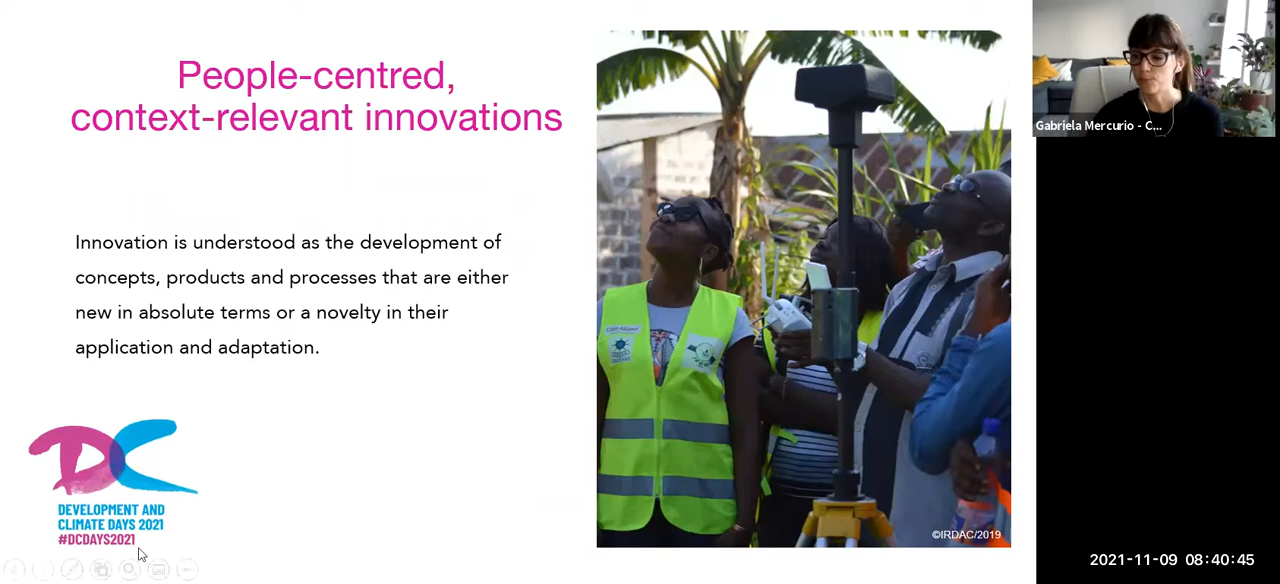 People-centred,
context-relevant innovations
Innovation is understood as the development of
concepts, products and processes that are either
new in absolute terms or a novelty in their
application and adaptation.
DC
DEVELOPMENT AND
CLIMATE DAYS 2021
#DCDAYS2021
©IRDAC/2019
Gabriela Mercurio - C...
2021-11-09 08:40:45